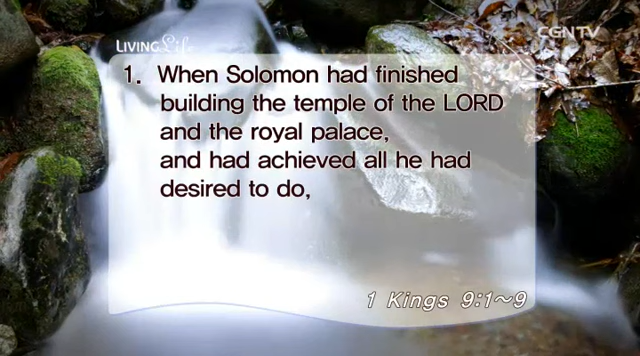 LIVING Life
CGNTV
1. When Solomon had finished
building the temple of the LORD
and the royal palace,
and had achieved all he had
desired to do,
1 Kings 9:1~9